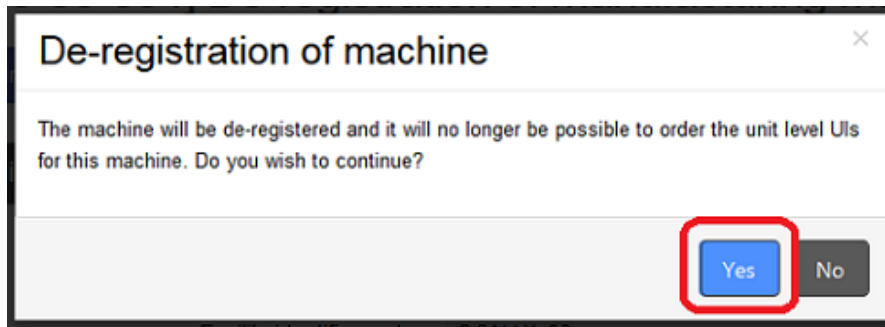 De-registration of machine
×
The machine will be de-registered and it will no longer be possible to order the unit level UIs
for this machine. Do you wish to continue?
Yes No